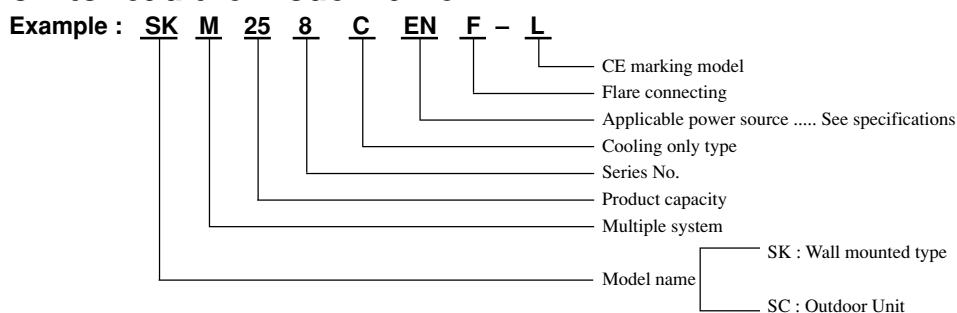 Example : SK M 25 8 C EN F – L
CE marking model
Flare connecting
Applicable power source ..... See specifications
Cooling only type
Series No.
Product capacity
Multiple system
SK : Wall mounted type
Model name
SC : Outdoor Unit